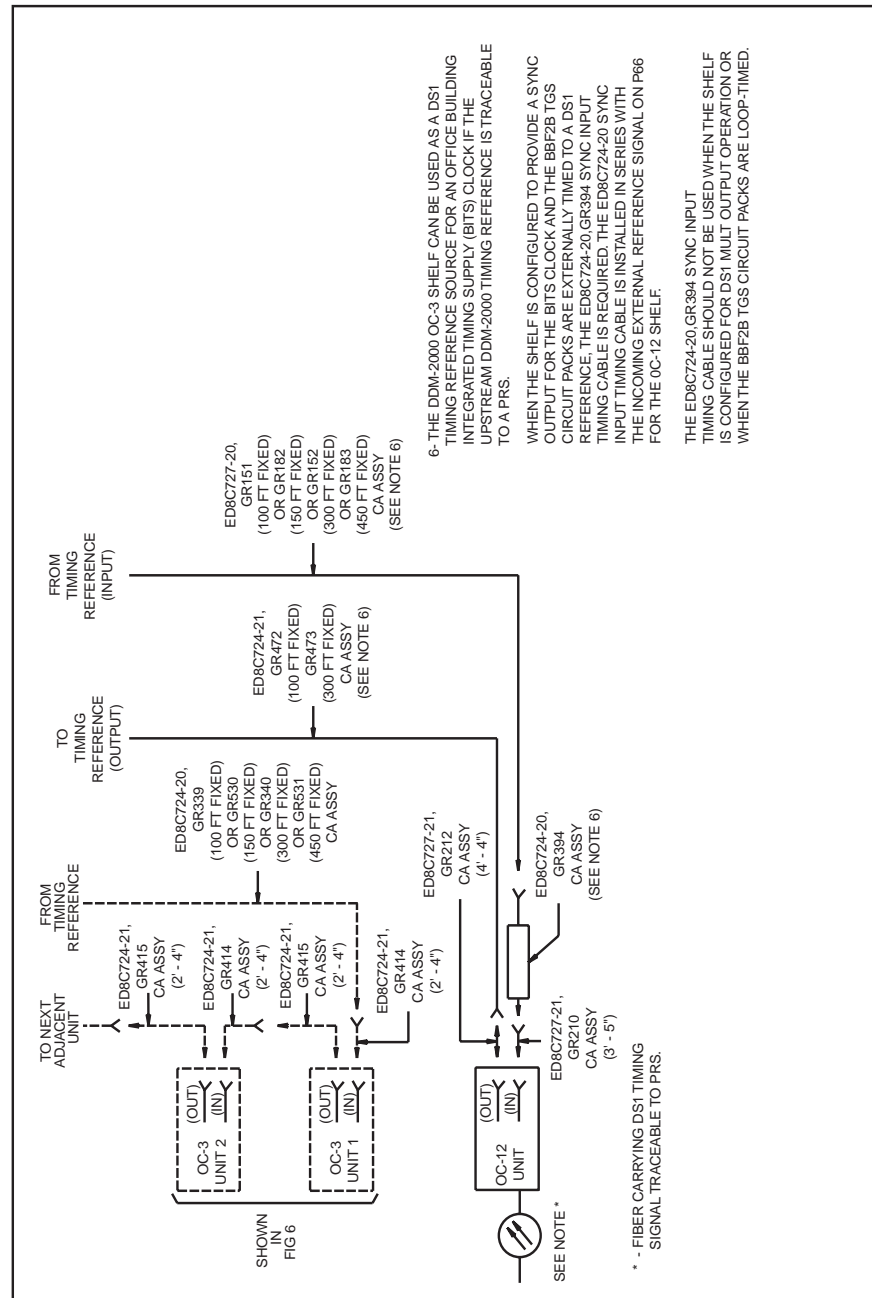 TO NEXT
ADJACENT
UNIT
FROM
TIMING
REFERENCE
TO
TIMING
REFERENCE
(OUTPUT)
FROM
TIMING
REFERENCE
(INPUT)
ED8C724-21,
GR415
CA ASSY
(2' - 4")
ED8C724-21,
GR414
CA ASSY
(2' - 4")
ED8C724-21,
GR415
CA ASSY
(2' - 4")
ED8C724-21,
GR414
CA ASSY
(2' - 4")
ED8C724-20,
GR339
(100 FT FIXED)
OR GR530
(150 FT FIXED)
OR GR340
(300 FT FIXED)
OR GR531
(450 FT FIXED)
CA ASSY
ED8C724-21,
GR472
(100 FT FIXED)
GR473
(300 FT FIXED)
CA ASSY
(SEE NOTE 6)
ED8C727-20,
GR151
(100 FT FIXED)
OR GR182
(150 FT FIXED)
OR GR152
(300 FT FIXED)
OR GR183
(450 FT FIXED)
CA ASSY
(SEE NOTE 6)
SHOWN
IN
FIG 6
OC-3
UNIT 2
(OUT)
(IN)
OC-3
UNIT 1
(OUT)
(IN)
OC-12
UNIT
(OUT)
(IN)
ED8C727-21,
GR212
CA ASSY
(4' - 4")
ED8C727-21,
GR210
CA ASSY
(3' - 5")
ED8C724-20,
GR394
CA ASSY
(SEE NOTE 6)
SEE NOTE *
* - FIBER CARRYING DS1 TIMING
SIGNAL TRACEABLE TO PRS.
6- THE DDM-2000 OC-3 SHELF CAN BE USED AS A DS1
TIMING REFERENCE SOURCE FOR AN OFFICE BUILDING
INTEGRATED TIMING SUPPLY (BITS) CLOCK IF THE
UPSTREAM DDM-2000 TIMING REFERENCE IS TRACEABLE
TO A PRS.
WHEN THE SHELF IS CONFIGURED TO PROVIDE A SYNC
OUTPUT FOR THE BITS CLOCK AND THE BBF2B TGS
CIRCUIT PACKS ARE EXTERNALLY TIMED TO A DS1
REFERENCE, THE ED8C724-20,GR394 SYNC INPUT
TIMING CABLE IS REQUIRED. THE ED8C724-20 SYNC
INPUT TIMING CABLE IS INSTALLED IN SERIES WITH
THE INCOMING EXTERNAL REFERENCE SIGNAL ON P66
FOR THE 0C-12 SHELF.
THE ED8C724-20,GR394 SYNC INPUT
TIMING CABLE SHOULD NOT BE USED WHEN THE SHELF
IS CONFIGURED FOR DS1 MULT OUTPUT OPERATION OR
WHEN THE BBF2B TGS CIRCUIT PACKS ARE LOOP-TIMED.